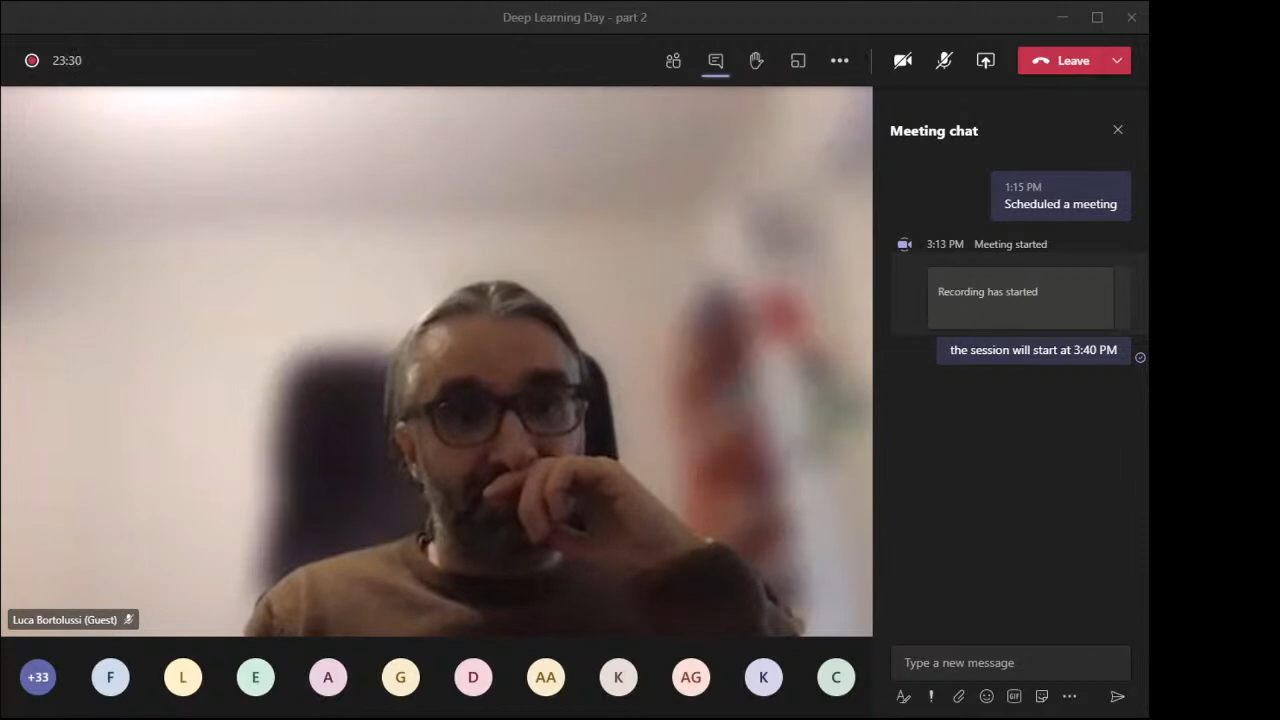 Deep Learning Day - part 2
23:30
Leave
Meeting chat
1:15 PM
Scheduled a meeting
3:13 PM Meeting started
Recording has started
the session will start at 3:40 PM
Luca Bortolussi (Guest)
+33 F L E A G D AA K AG K C
Type a new message
GIF